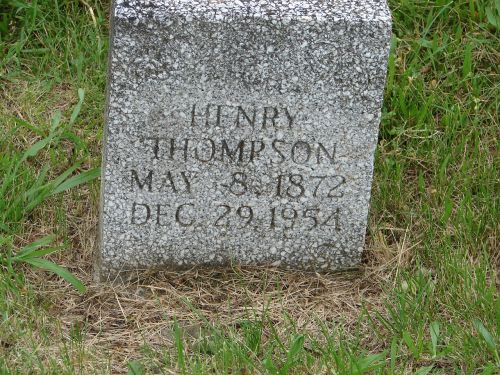 HENRY
THOMPSON
MAY 8. 1872
DEC. 29. 1954